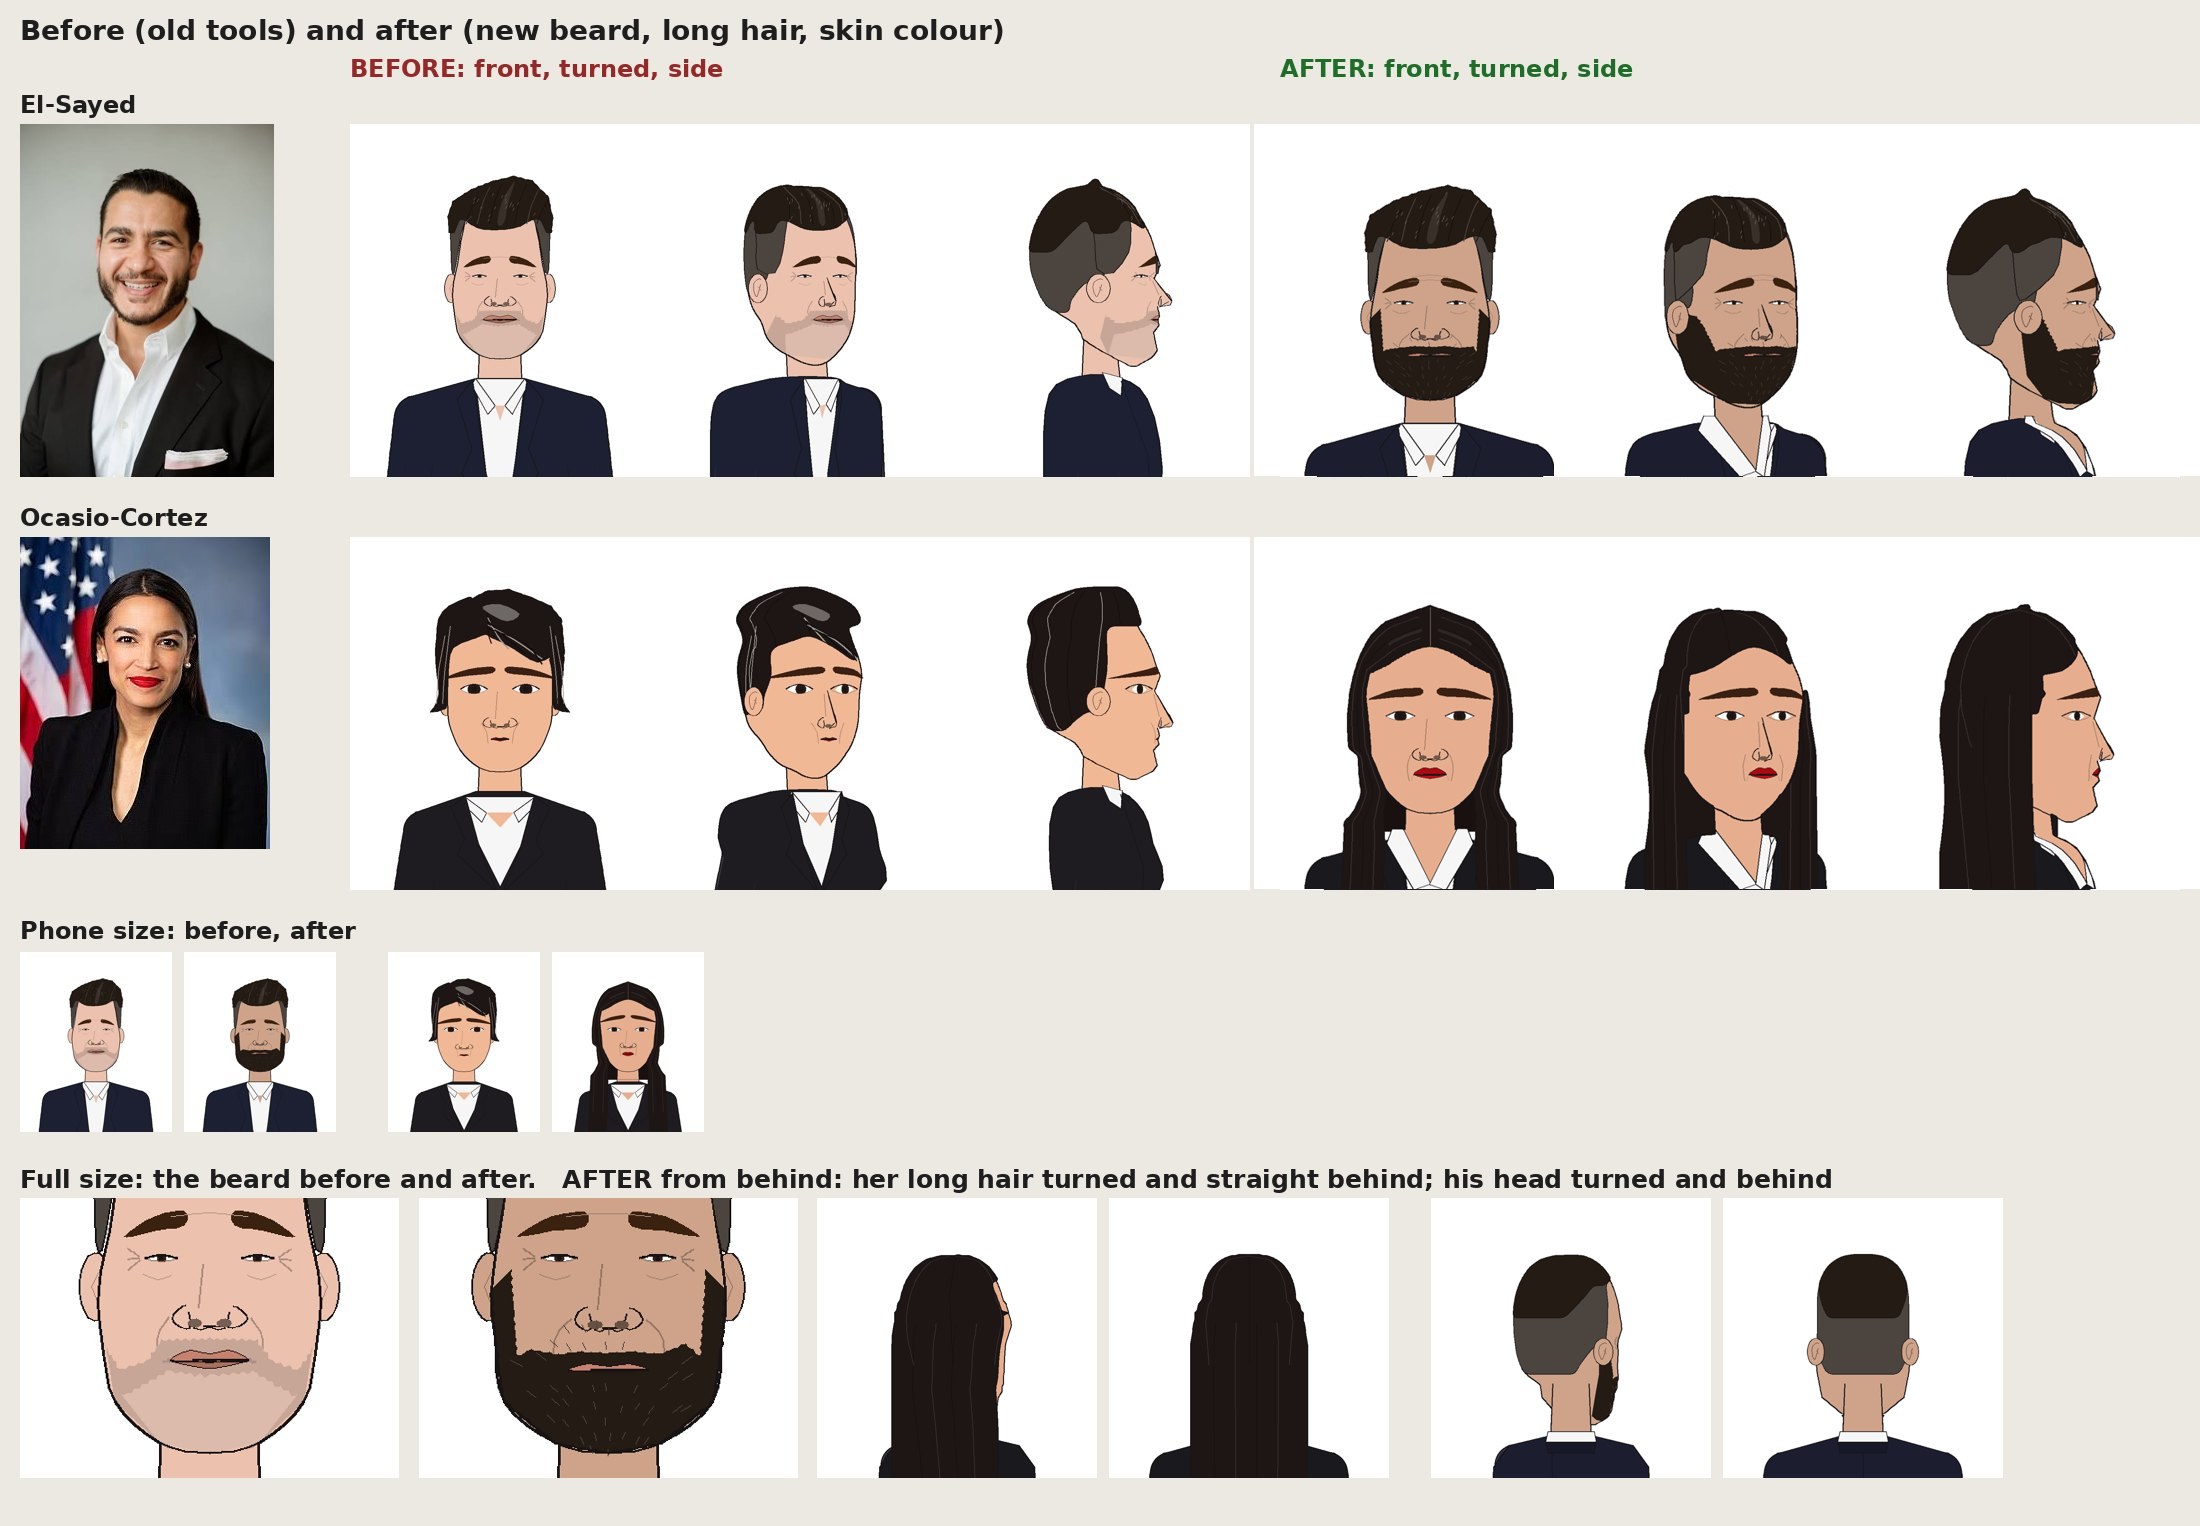 Before (old tools) and after (new beard, long hair, skin colour)
BEFORE: front, turned, side
AFTER: front, turned, side
El-Sayed
Ocasio-Cortez
Phone size: before, after
Full size: the beard before and after.   AFTER from behind: her long hair turned and straight behind; his head turned and behind